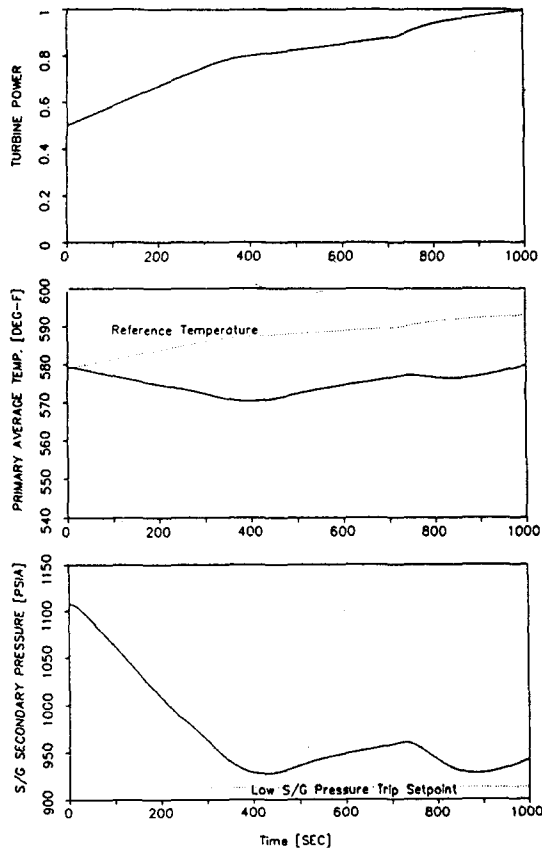 TURBINE POWER
1
0.8
0.6
0.4
0.2
0
0 200 400 600 800 1000
PRIMARY AVERAGE TEMP. [DEG-F]
600
590
580
570
560
550
540
Reference Temperature
0 200 400 600 800 1000
S/G SECONDARY PRESSURE [PSIA]
1150
1100
1050
1000
950
900
Low S/G Pressure Trip Setpoint
0 200 400 600 800 1000
Time [SEC]